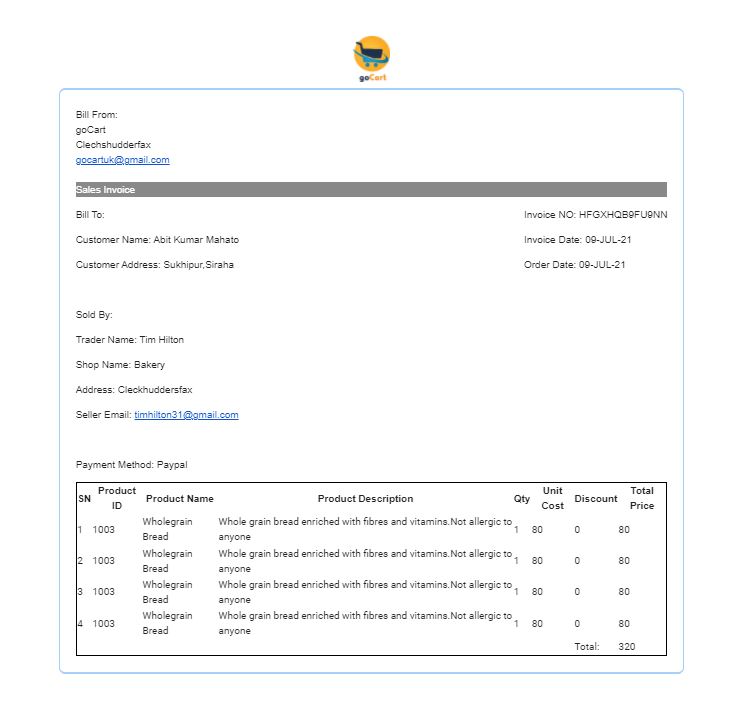 goCart
Bill From:
goCart
Clechshudderfax
gocartuk@gmail.com
Sales Invoice
Bill To: Invoice NO: HFGXHQB9FU9NN
Customer Name: Abit Kumar Mahato Invoice Date: 09-JUL-21
Customer Address: Sukhipur,Siraha Order Date: 09-JUL-21
Sold By:
Trader Name: Tim Hilton
Shop Name: Bakery
Address: Cleckhuddersfax
Seller Email: timhilton31@gmail.com
Payment Method: Paypal
SN Product ID Product Name Product Description Qty Unit Cost Discount Total Price
1 1003 Wholegrain Bread Whole grain bread enriched with fibres and vitamins.Not allergic to anyone 1 80 0 80
2 1003 Wholegrain Bread Whole grain bread enriched with fibres and vitamins.Not allergic to anyone 1 80 0 80
3 1003 Wholegrain Bread Whole grain bread enriched with fibres and vitamins.Not allergic to anyone 1 80 0 80
4 1003 Wholegrain Bread Whole grain bread enriched with fibres and vitamins.Not allergic to anyone 1 80 0 80
Total: 320